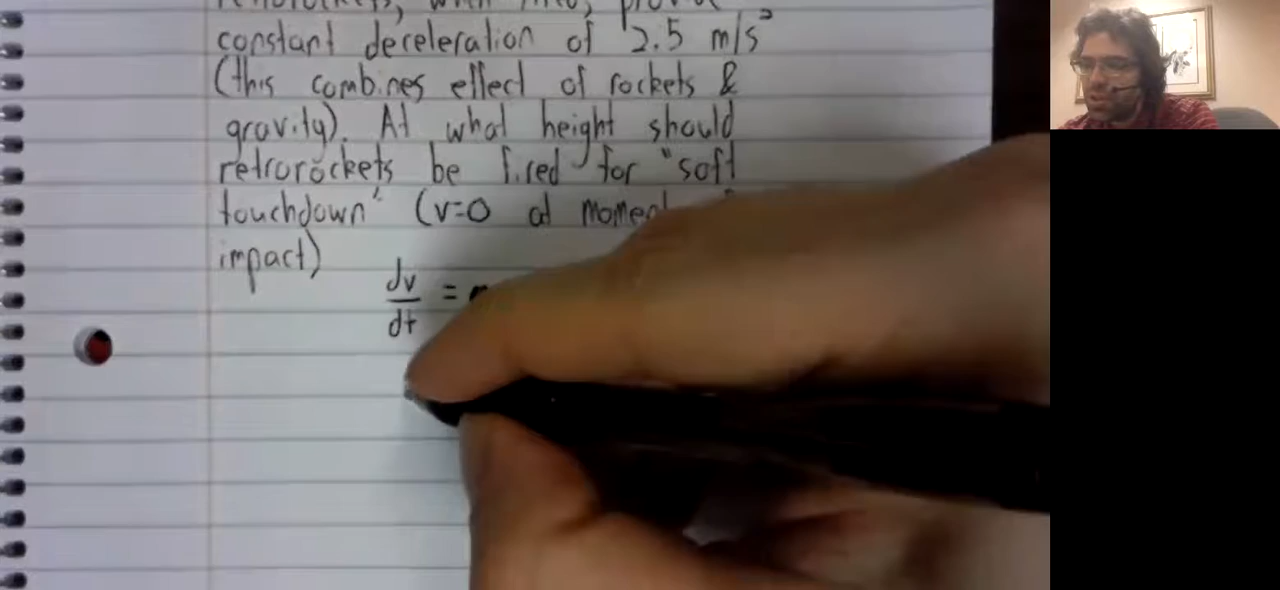 constant deceleration of 2.5 m/s²
(this combines effect of rockets &
gravity). At what height should
retrorockets be fired for "soft
touchdown" (v=0 at
impact)
dv/dt =